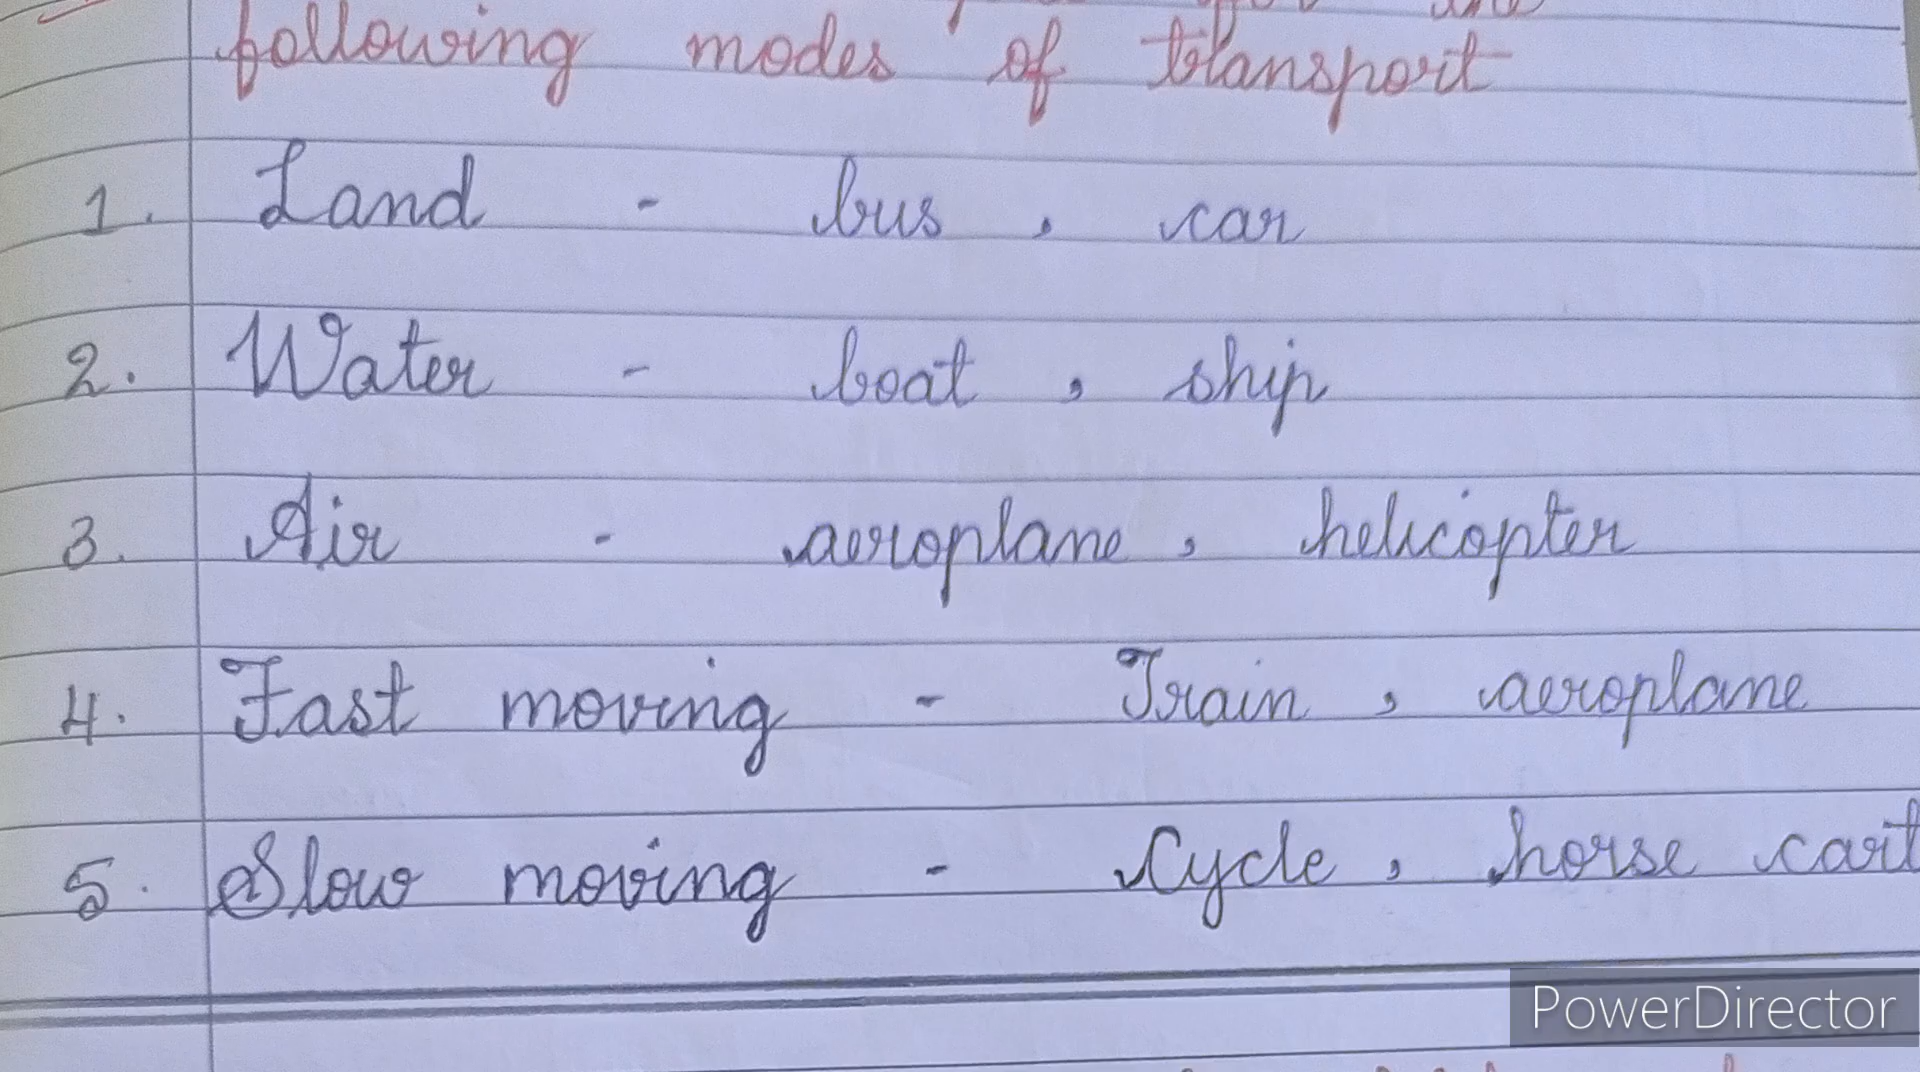 following modes of transport
1. Land - bus, car
2. Water - boat, ship
3. Air - aeroplane, helicopter
4. Fast moving - Train, aeroplane
5. Slow moving - Cycle, horse cart
PowerDirector